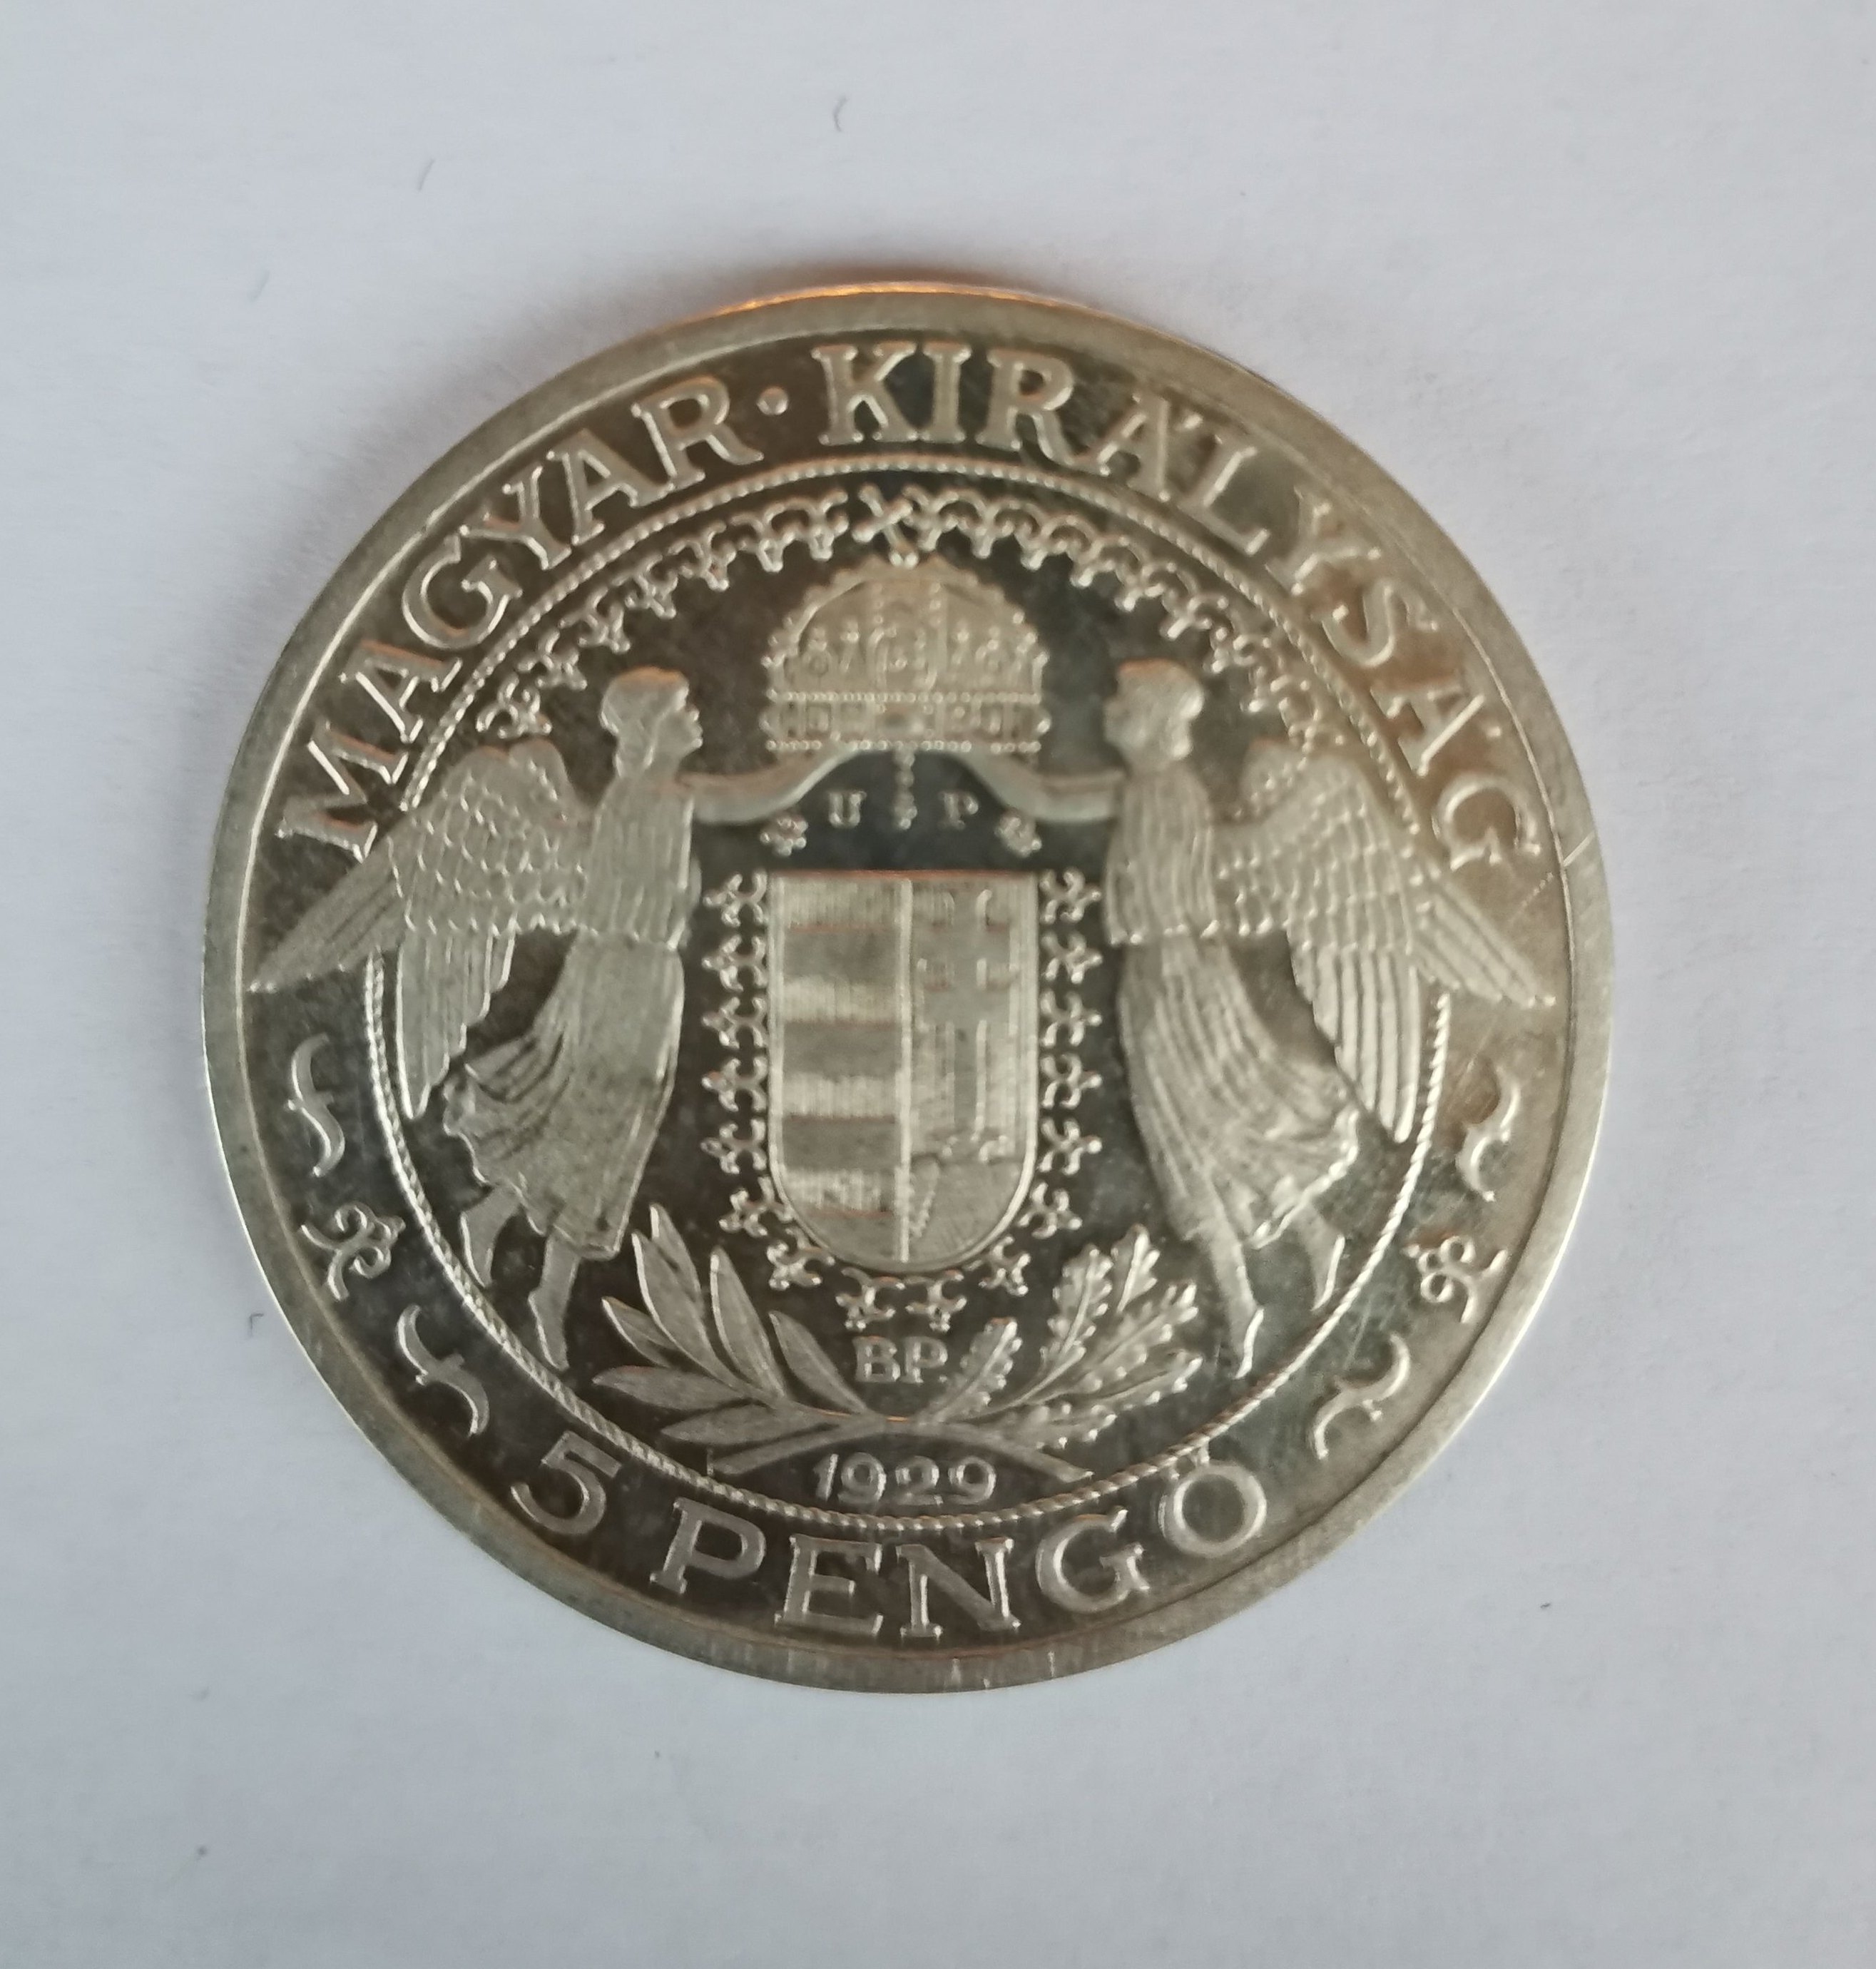 MAGYAR·KIRÁLYSÁG
U P
BP.
1929
5 PENGŐ